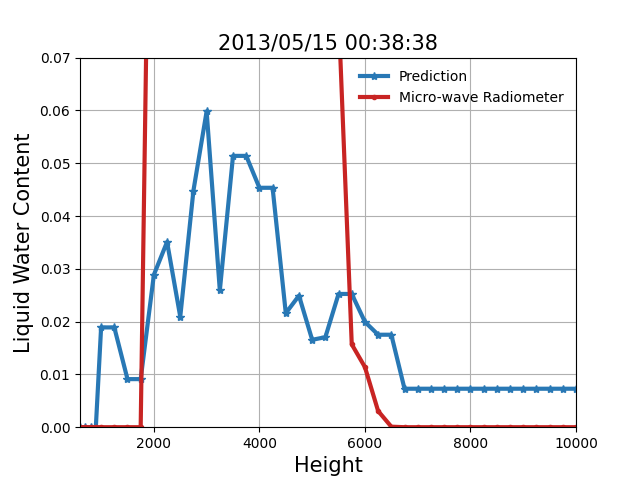 2013/05/15 00:38:38
Prediction
Micro-wave Radiometer
Liquid Water Content
0.07
0.06
0.05
0.04
0.03
0.02
0.01
0.00
2000 4000 6000 8000 10000
Height